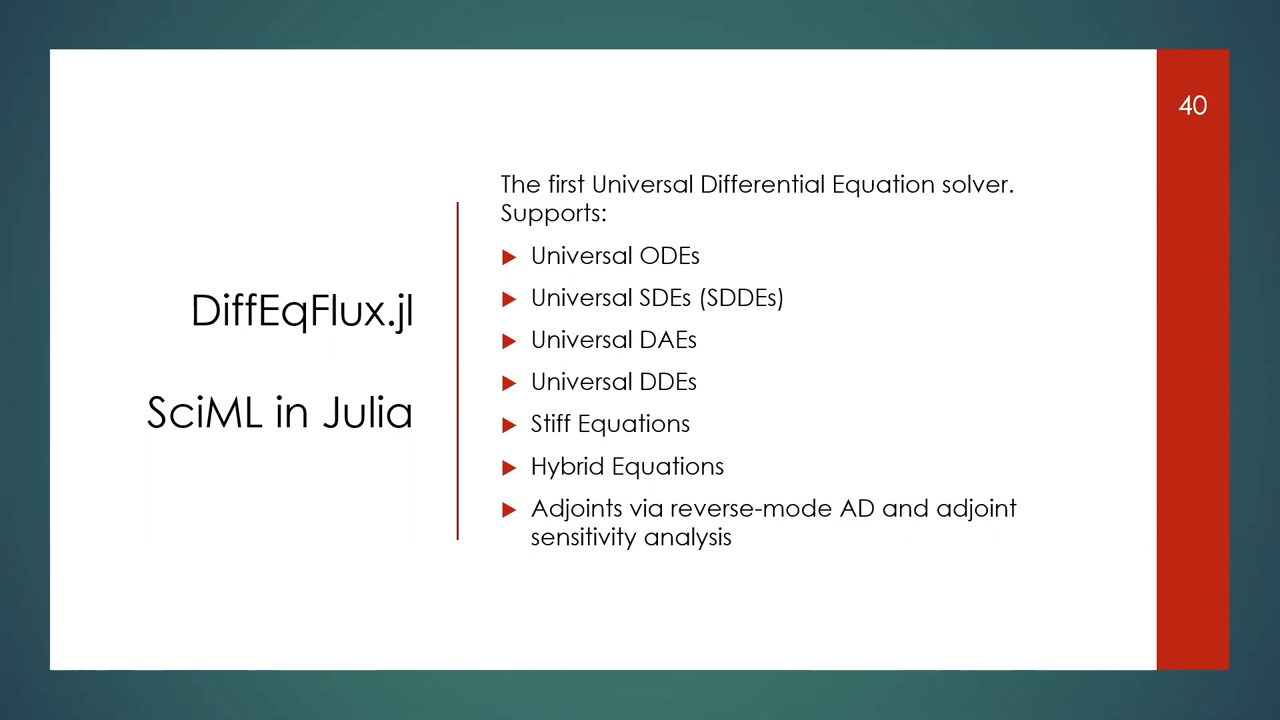 40
DiffEqFlux.jl
SciML in Julia
The first Universal Differential Equation solver.
Supports:
Universal ODEs
Universal SDEs (SDDEs)
Universal DAEs
Universal DDEs
Stiff Equations
Hybrid Equations
Adjoints via reverse-mode AD and adjoint
sensitivity analysis